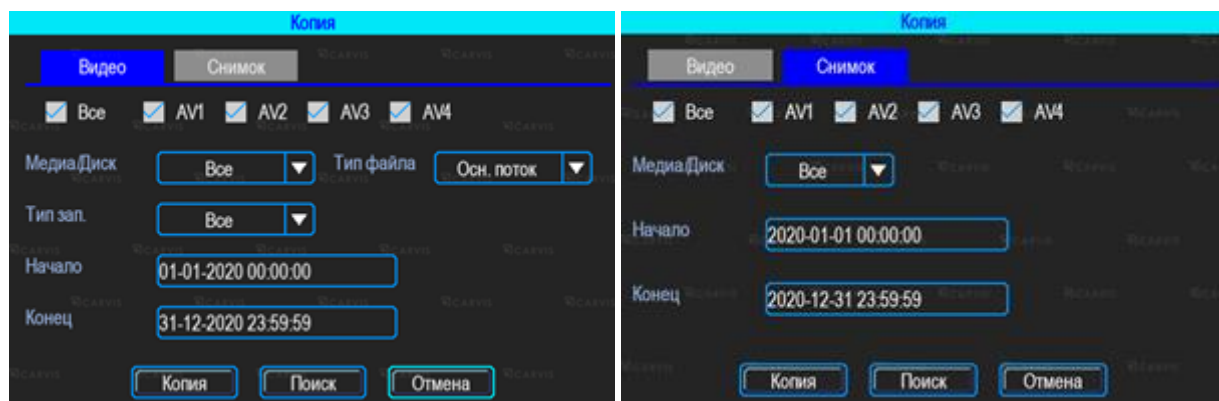 Копия
Видео Снимок
Все AV1 AV2 AV3 AV4
Медиа/Диск Все Тип файла Осн. поток
Тип зап. Все
Начало 01-01-2020 00:00:00
Конец 31-12-2020 23:59:59
Копия Поиск Отмена
Копия
Видео Снимок
Все AV1 AV2 AV3 AV4
Медиа/Диск Все
Начало 2020-01-01 00:00:00
Конец 2020-12-31 23:59:59
Копия Поиск Отмена
CARVIS